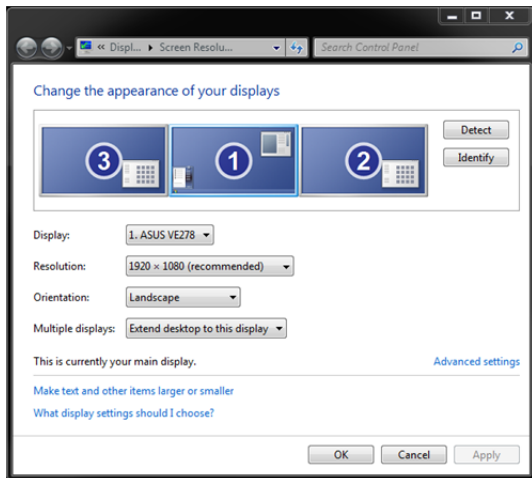 « Displ... Screen Resolu...
Search Control Panel
Change the appearance of your displays
3 1 2
Detect
Identify
Display: 1. ASUS VE278
Resolution: 1920 × 1080 (recommended)
Orientation: Landscape
Multiple displays: Extend desktop to this display
This is currently your main display. Advanced settings
Make text and other items larger or smaller
What display settings should I choose?
OK Cancel Apply